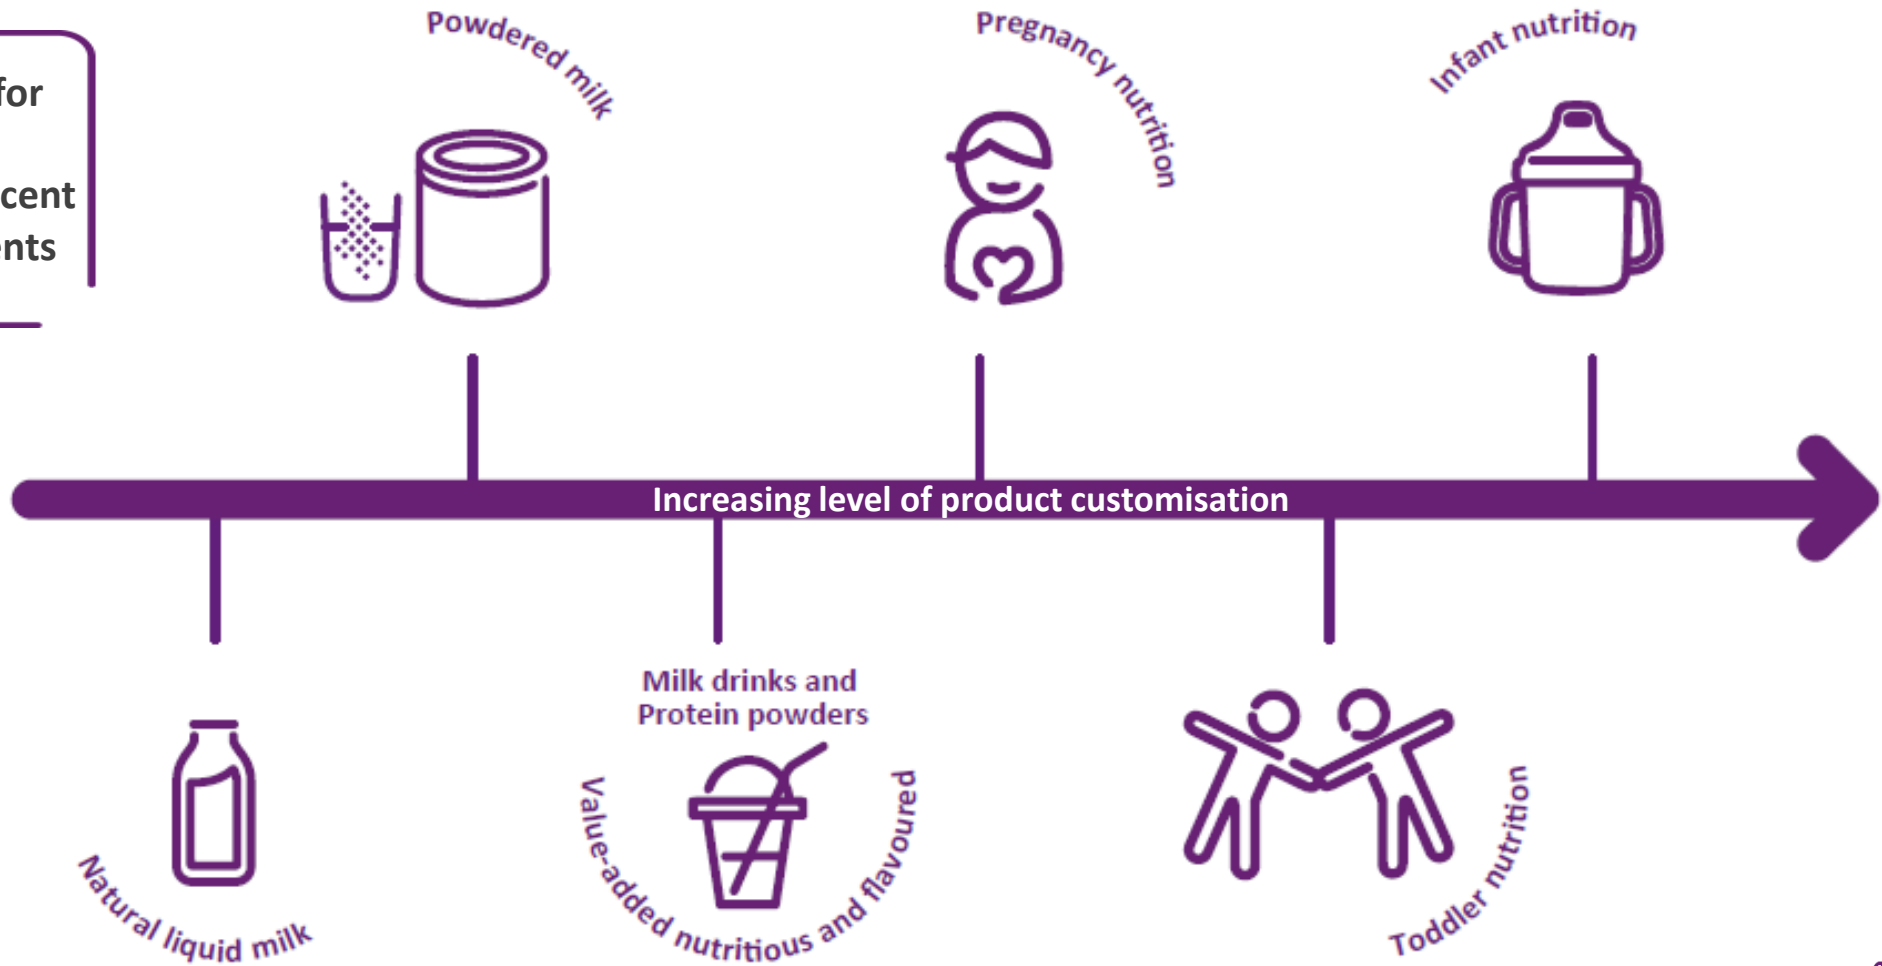 for
cent
ents
Powdered milk
Pregnancy nutrition
Infant nutrition
Increasing level of product customisation
Natural liquid milk
Milk drinks and
Protein powders
Value-added nutritious and flavoured
Toddler nutrition